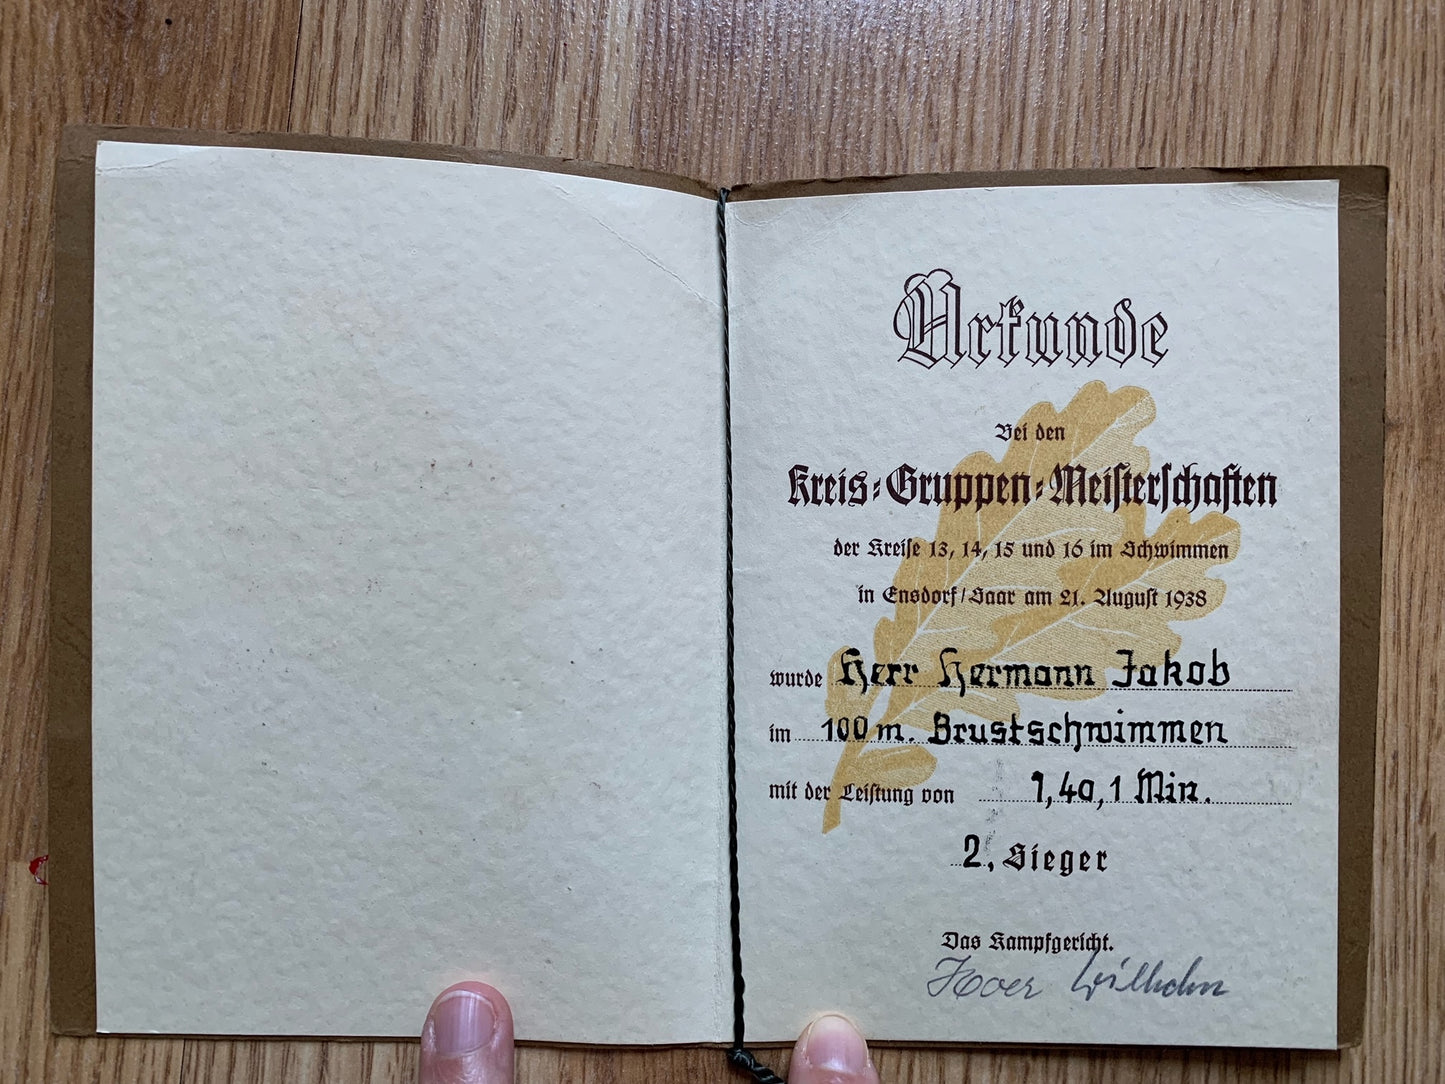 Urkunde
Bei den
Kreis-Gruppen-Meisterschaften
der Kreise 13, 14, 15 und 16 im Schwimmen
in Ensdorf/Saar am 21. August 1938
wurde Herr Hermann Jakob
im 100 m. Brustschwimmen
mit der Leistung von 1,40,1 Min.
2. Sieger
Das Kampfgericht.
Wilhelm